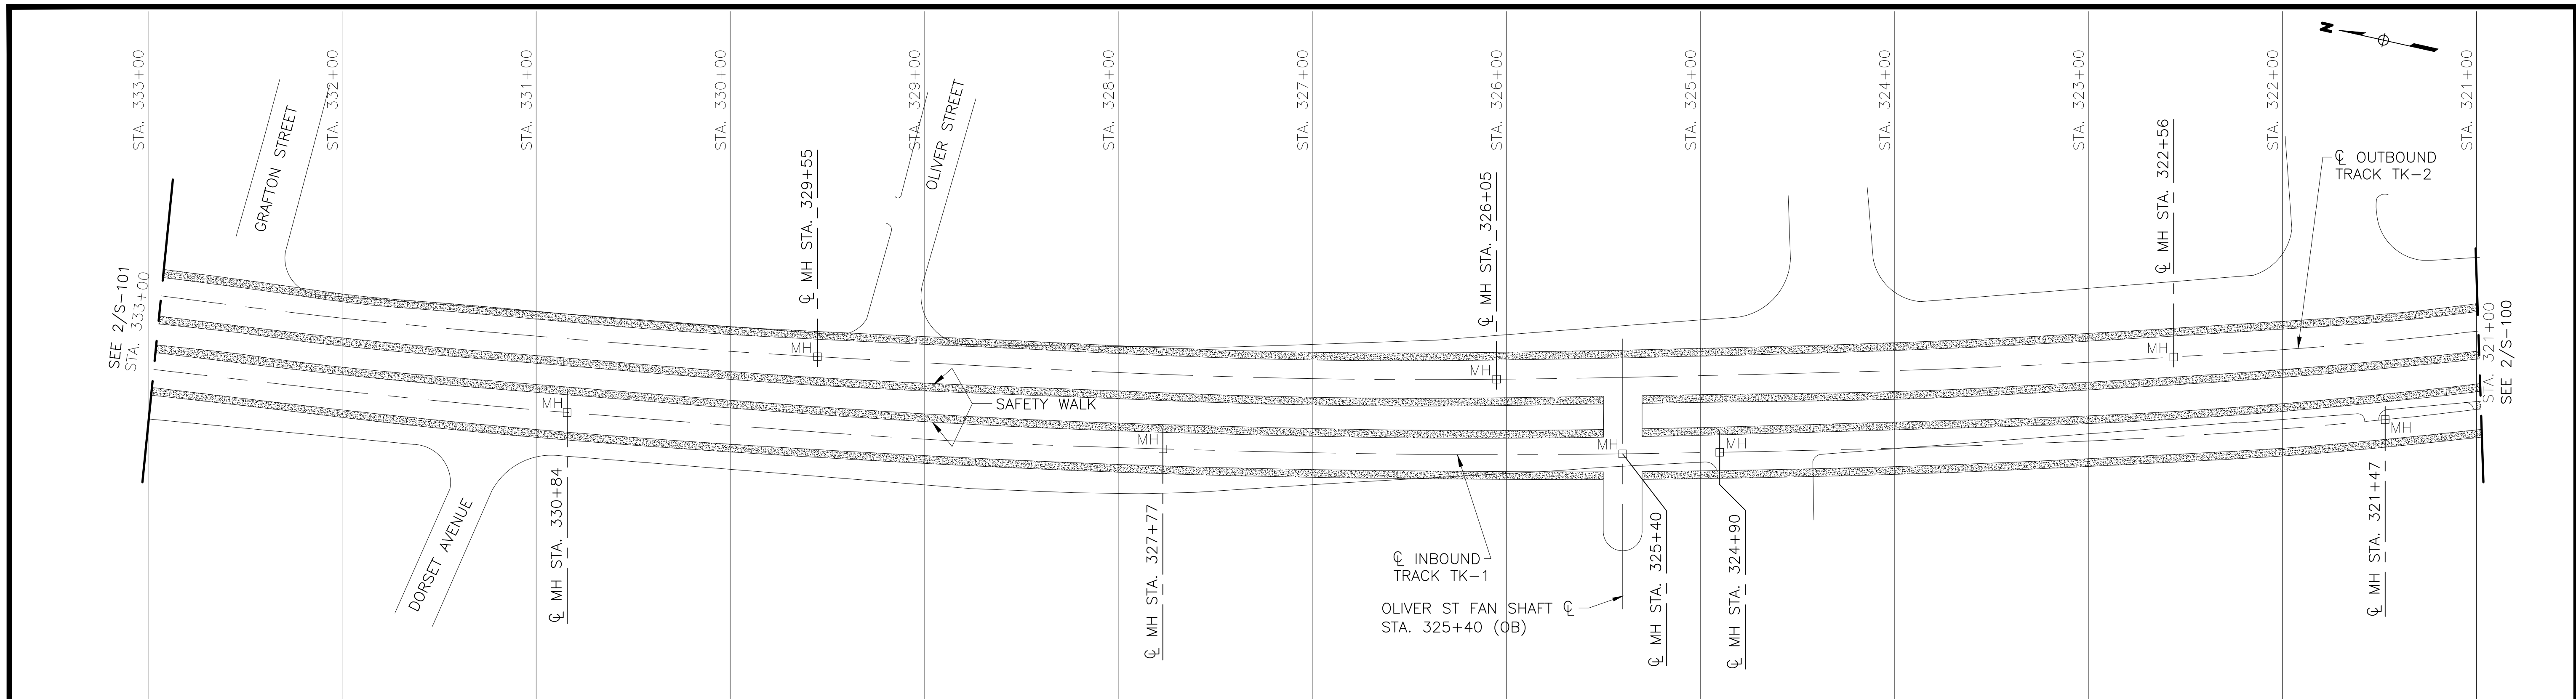 STA. 333+00
STA. 332+00
STA. 331+00
STA. 330+00
STA. 329+00
STA. 328+00
STA. 327+00
STA. 326+00
STA. 325+00
STA. 324+00
STA. 323+00
STA. 322+00
STA. 321+00
N
GRAFTON STREET
OLIVER STREET
℄ MH STA. 329+55
℄ MH STA. 326+05
℄ MH STA. 322+56
℄ OUTBOUND
TRACK TK-2
SEE 2/S-101
STA. 333+00
MH
MH
MH
STA. 321+00
SEE 2/S-100
SAFETY WALK
MH
MH
MH
MH
MH
DORSET AVENUE
℄ MH STA. 330+84
℄ MH STA. 327+77
℄ INBOUND
TRACK TK-1
OLIVER ST FAN SHAFT ℄
STA. 325+40 (OB)
℄ MH STA. 325+40
℄ MH STA. 324+90
℄ MH STA. 321+47